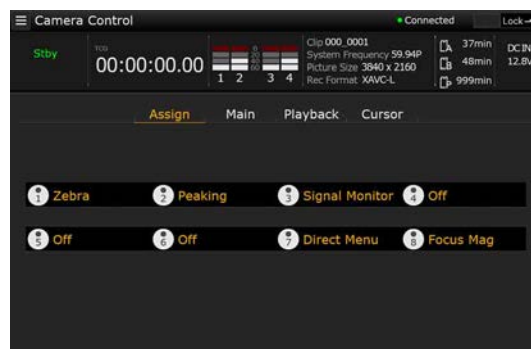 ☰ Camera Control
Connected
Lock
Stby
TCG
00:00:00.00
1 2 3 4
Clip 000_0001
System Frequency 59.94P
Picture Size 3840 x 2160
Rec Format XAVC-L
A 37min
B 48min
P 999min
DC IN
12.8V
Assign Main Playback Cursor
1 Zebra 2 Peaking 3 Signal Monitor 4 Off
5 Off 6 Off 7 Direct Menu 8 Focus Mag